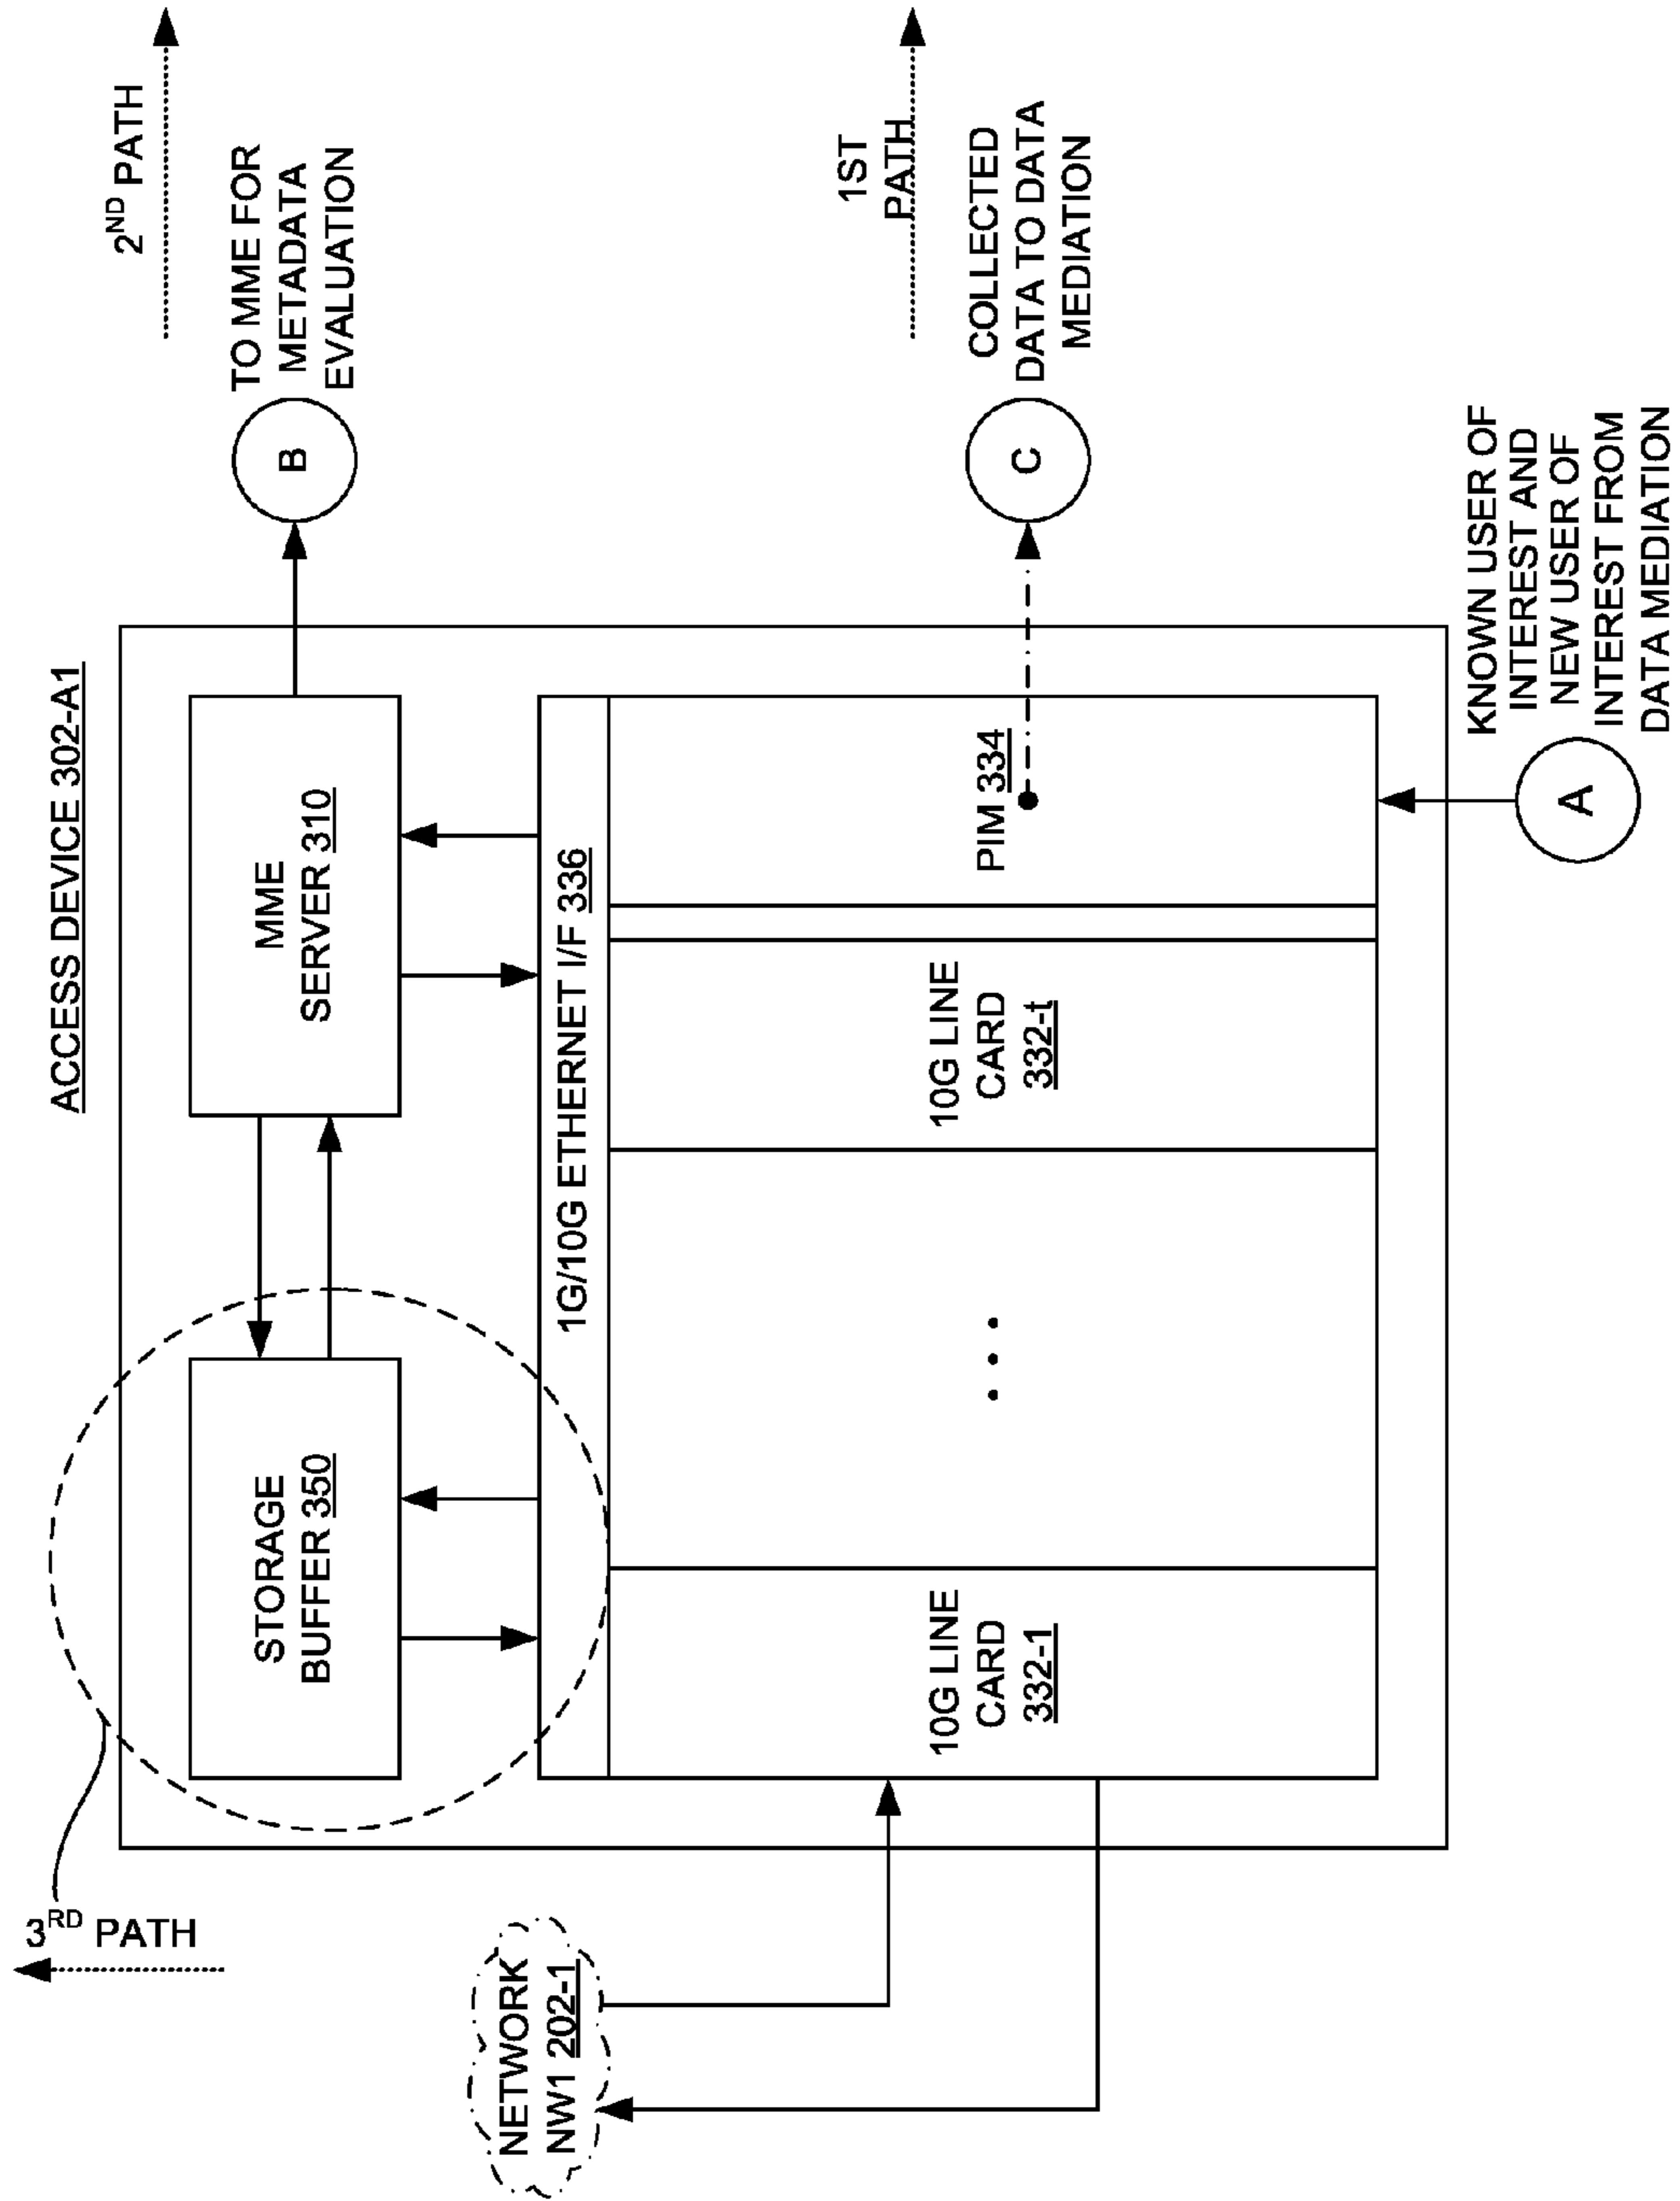 ACCESS DEVICE 302-A1
3RD PATH
2ND PATH
STORAGE
BUFFER 350
MME
SERVER 310
B
TO MME FOR
METADATA
EVALUATION
NETWORK
NW1 202-1
1G/10G ETHERNET I/F 336
10G LINE
CARD
332-1
• • •
10G LINE
CARD
332-t
PIM 334
1ST
PATH
C
COLLECTED
DATA TO DATA
MEDIATION
A
KNOWN USER OF
INTEREST AND
NEW USER OF
INTEREST FROM
DATA MEDIATION